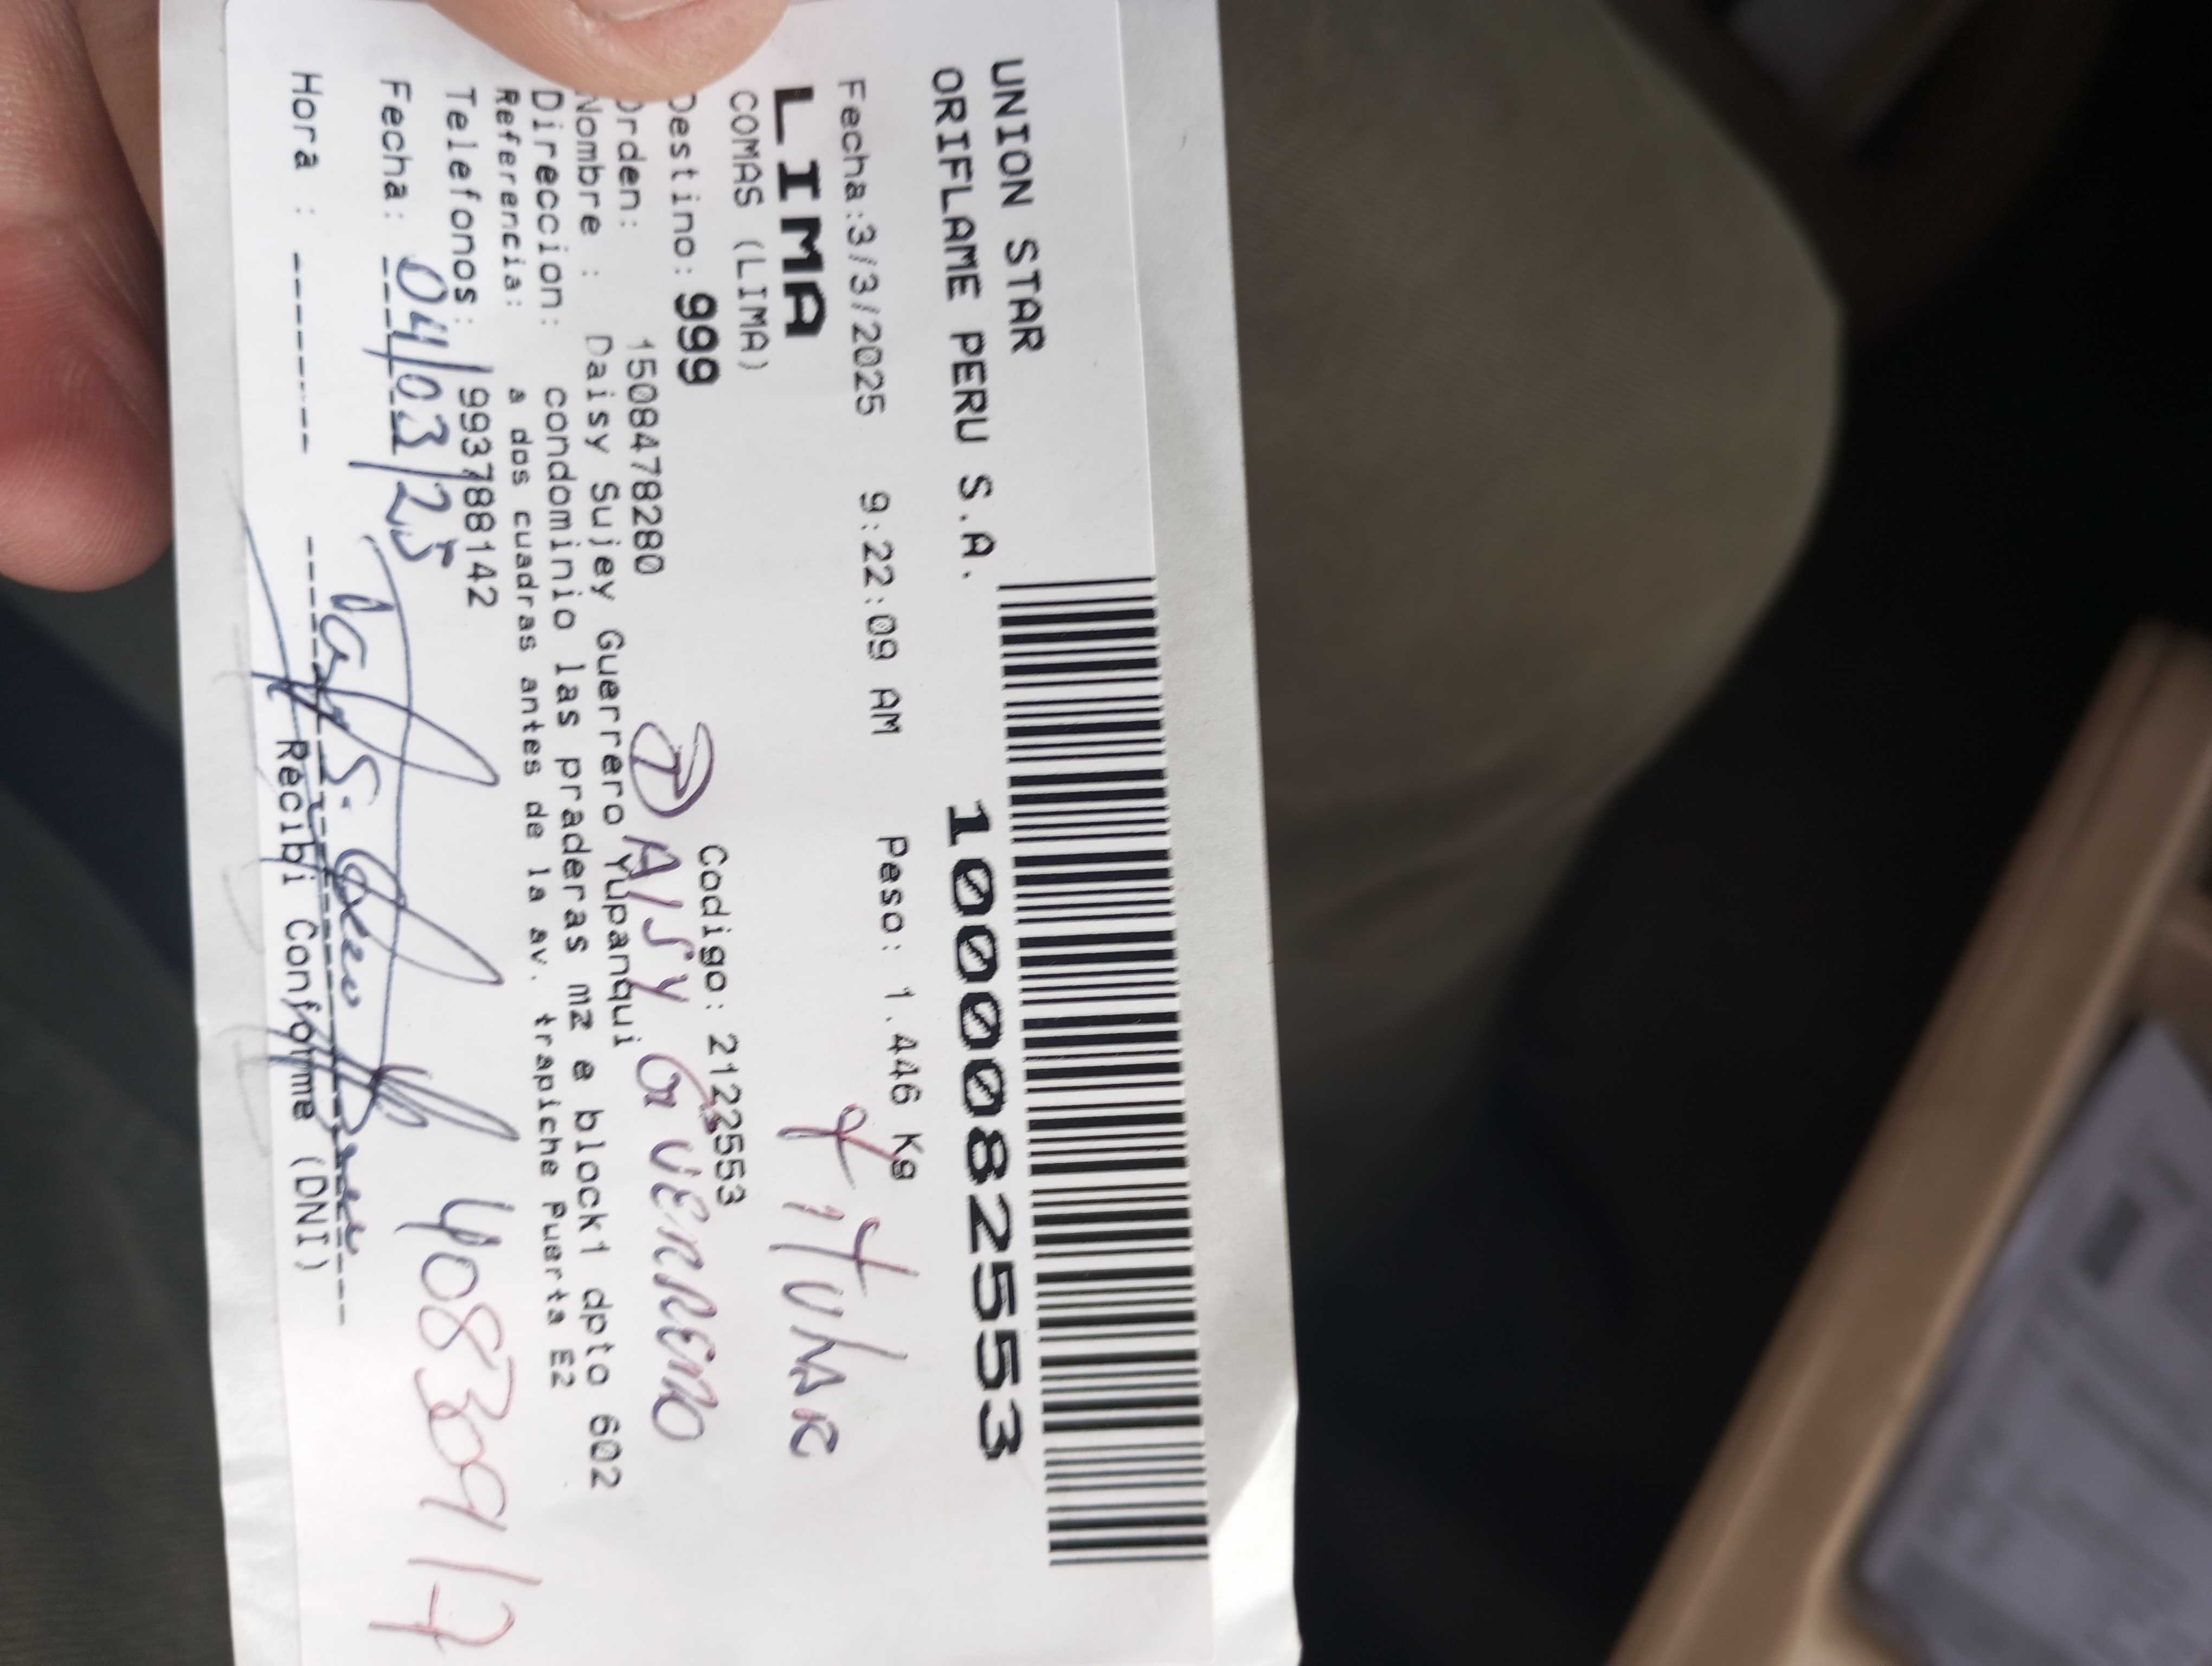 UNION STAR
ORIFLAME PERU S.A.
1000082553
Fecha:3/3/2025 9:22:09 AM Peso: 1.446 Kg
LIMA
titular
COMAS (LIMA)
Destino: 999 Codigo: 2122553
DAISY GUERRERO
Orden: 1508478280
Nombre : Daisy Sujey Guerrero Yupanqui
Direccion: condominio las praderas mz e block1 dpto 602
Referencia: a dos cuadras antes de la av. trapiche Puerta E2
Telefonos: 993788142
Fecha: 04/03/25 40830917
Hora :
Recibi Conforme (DNI)